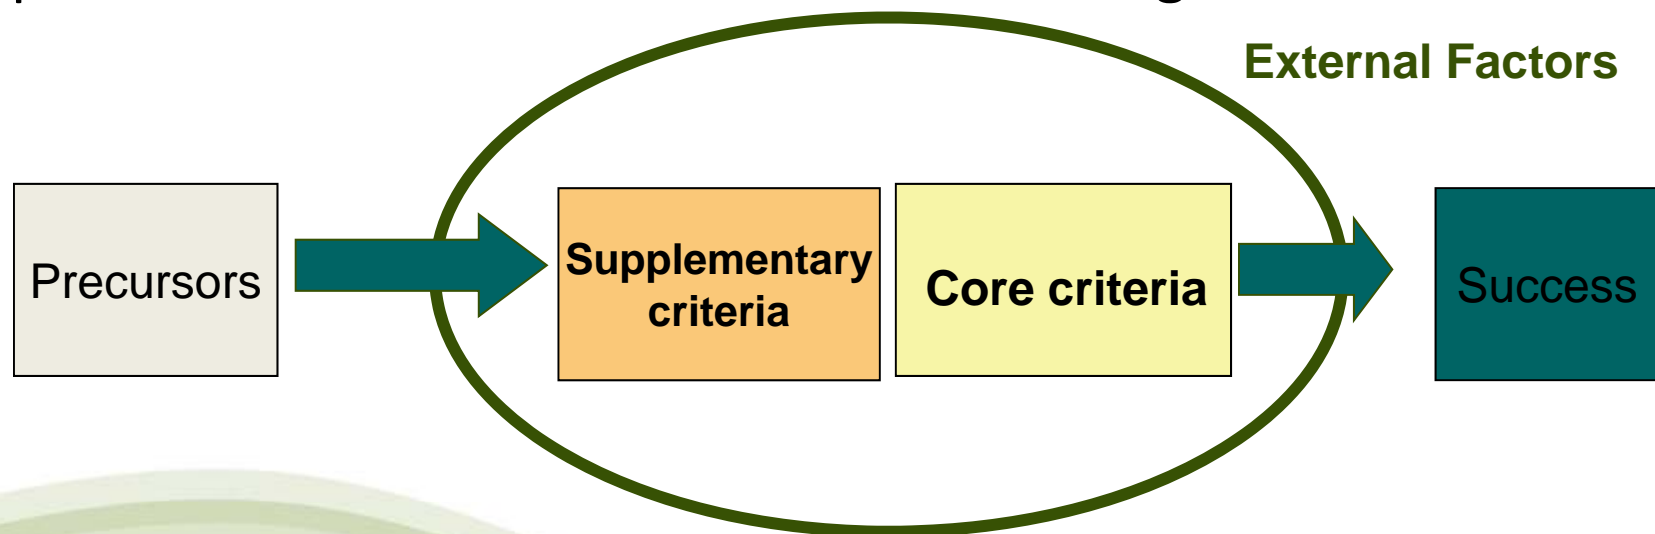 External Factors
Precursors
Supplementary
criteria
Core criteria
Success